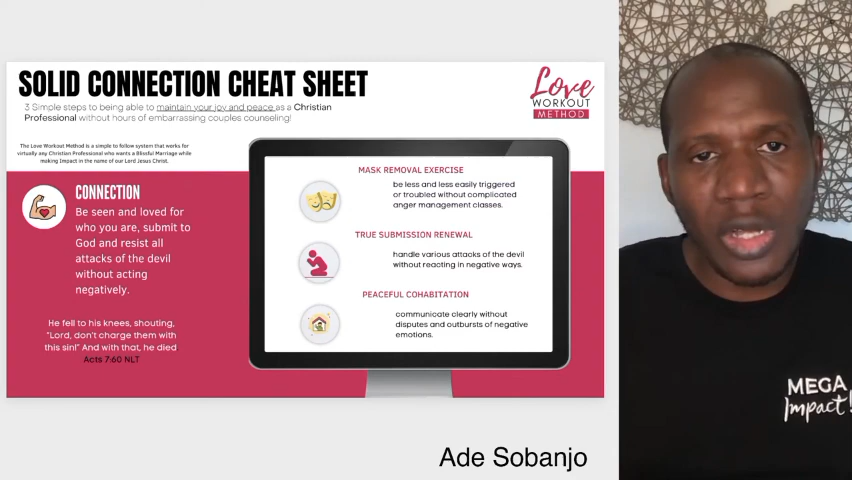 SOLID CONNECTION CHEAT SHEET
3 Simple steps to being able to maintain your joy and peace as a Christian
Professional without hours of embarrassing couples counseling!
Love
WORKOUT
METHOD
The Love Workout Method is a simple to follow system that works for
virtually any Christian Professional who wants a Blissful Marriage while
making Impact in the name of our Lord Jesus Christ.
CONNECTION
Be seen and loved for
who you are, submit to
God and resist all
attacks of the devil
without acting
negatively.
He fell to his knees, shouting,
"Lord, don't charge them with
this sin!" And with that, he died
Acts 7:60 NLT
MASK REMOVAL EXERCISE
be less and less easily triggered
or troubled without complicated
anger management classes.
TRUE SUBMISSION RENEWAL
handle various attacks of the devil
without reacting in negative ways.
PEACEFUL COHABITATION
communicate clearly without
disputes and outbursts of negative
emotions.
MEGA
Impact!
Ade Sobanjo